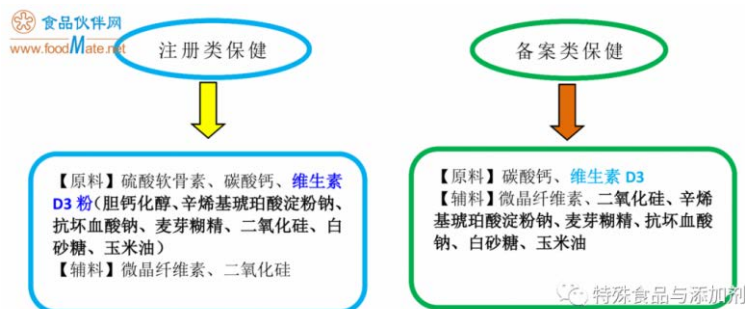 食品伙伴网
www.foodMate.net
注册类保健
备案类保健
【原料】硫酸软骨素、碳酸钙、维生素
D3 粉(胆钙化醇、辛烯基琥珀酸淀粉钠、
抗坏血酸钠、麦芽糊精、二氧化硅、白
砂糖、玉米油)
【辅料】微晶纤维素、二氧化硅
【原料】碳酸钙、维生素 D3
【辅料】微晶纤维素、二氧化硅、辛烯
基琥珀酸淀粉钠、麦芽糊精、抗坏血酸
钠、白砂糖、玉米油
特殊食品与添加剂